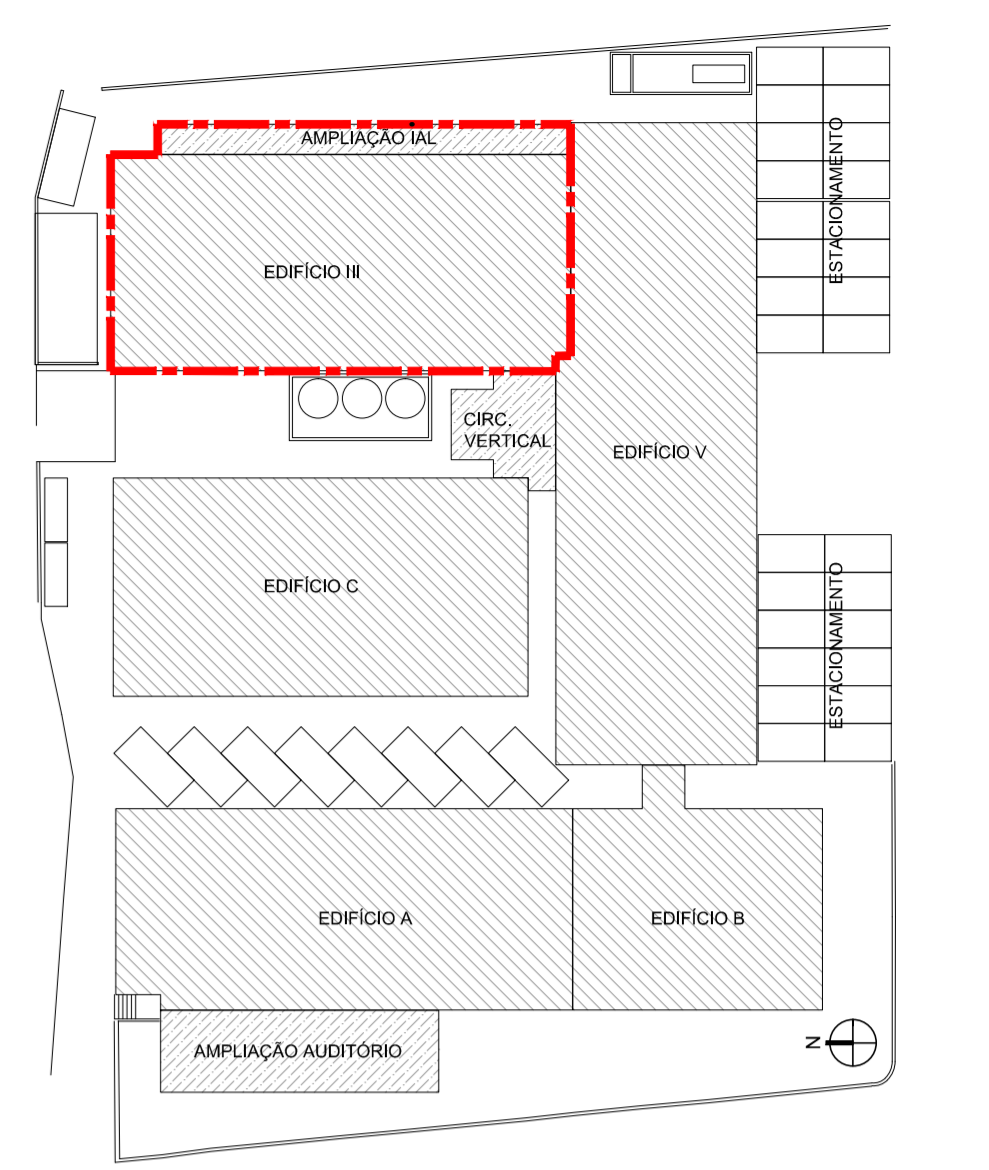 AMPLIAÇÃO IAL
ESTACIONAMENTO
EDIFÍCIO III
CIRC.
VERTICAL
EDIFÍCIO V
EDIFÍCIO C
ESTACIONAMENTO
EDIFÍCIO A
EDIFÍCIO B
AMPLIAÇÃO AUDITÓRIO
N